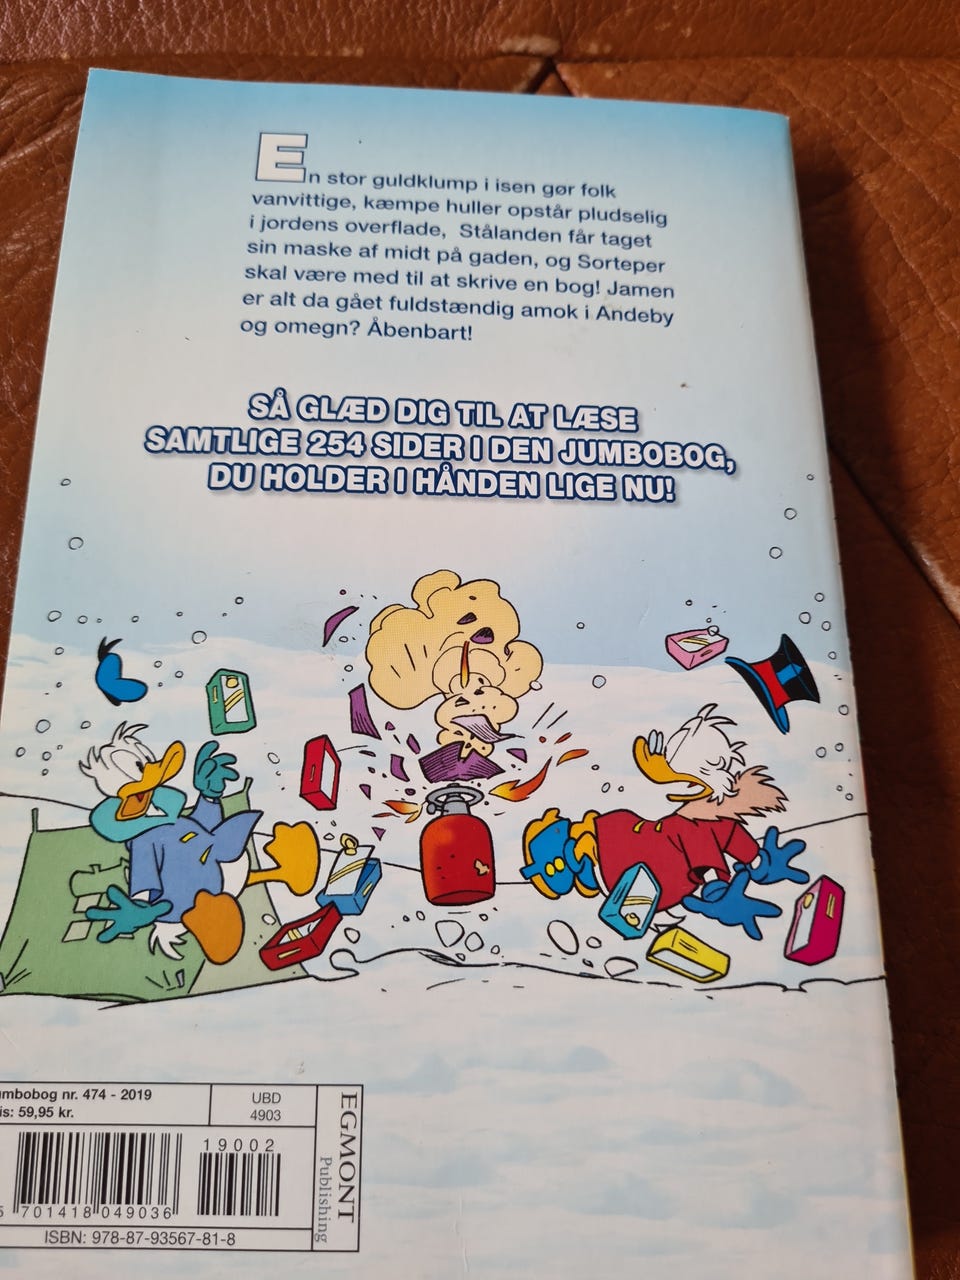 En stor guldklump i isen gør folk
vanvittige, kæmpe huller opstår pludselig
i jordens overflade, Stålanden får taget
sin maske af midt på gaden, og Sorteper
skal være med til at skrive en bog! Jamen
er alt da gået fuldstændig amok i Andeby
og omegn? Åbenbart!
SÅ GLÆD DIG TIL AT LÆSE
SAMTLIGE 254 SIDER I DEN JUMBOBOG,
DU HOLDER I HÅNDEN LIGE NU!
umbobog nr. 474 - 2019
is: 59,95 kr.
UBD
4903
EGMONT
Publishing
19002
5 701418 049036
ISBN: 978-87-93567-81-8